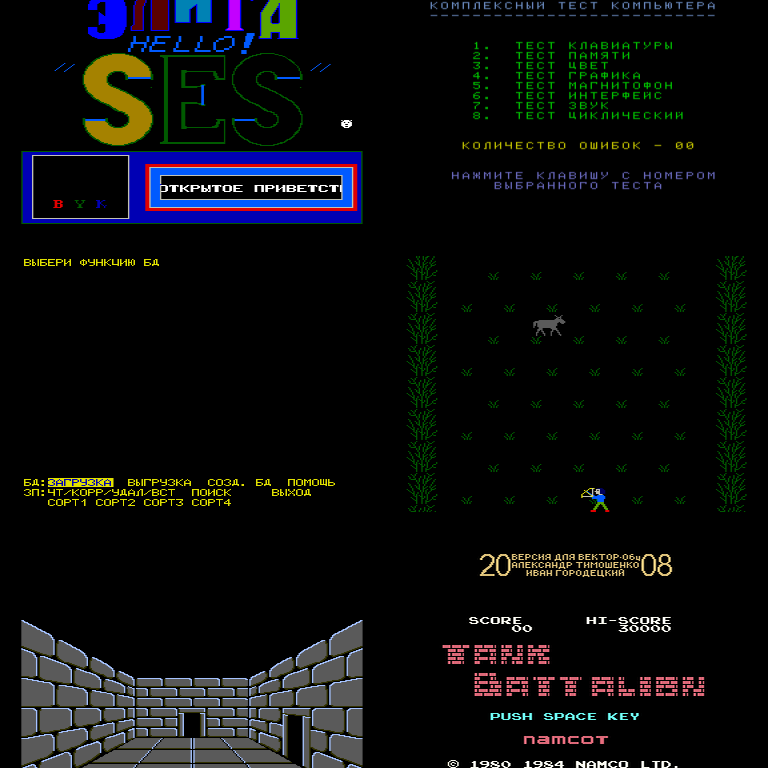 ЭЛИТА
HELLO!
SES
B V K
ОТКРЫТОЕ ПРИВЕТСТ
КОМПЛЕКСНЫЙ ТЕСТ КОМПЬЮТЕРА
1. ТЕСТ КЛАВИАТУРЫ
2. ТЕСТ ПАМЯТИ
3. ТЕСТ ЦВЕТ
4. ТЕСТ ГРАФИКА
5. ТЕСТ МАГНИТОФОН
6. ТЕСТ ИНТЕРФЕЙС
7. ТЕСТ ЗВУК
8. ТЕСТ ЦИКЛИЧЕСКИЙ
КОЛИЧЕСТВО ОШИБОК - 00
НАЖМИТЕ КЛАВИШУ С НОМЕРОМ
ВЫБРАННОГО ТЕСТА
ВЫБЕРИ ФУНКЦИЮ БД
БД:ЗАГРУЗКА ВЫГРУЗКА СОЗД. БД ПОМОЩЬ
ЗП:ЧТ/КОРР/УДАЛ/ВСТ ПОИСК ВЫХОД
СОРТ1 СОРТ2 СОРТ3 СОРТ4
2008
ВЕРСИЯ ДЛЯ ВЕКТОР-06ц
АЛЕКСАНДР ТИМОШЕНКО
ИВАН ГОРОДЕЦКИЙ
SCORE HI-SCORE
00 30000
TANK
BATTALION
PUSH SPACE KEY
namcot
© 1980 1984 NAMCO LTD.